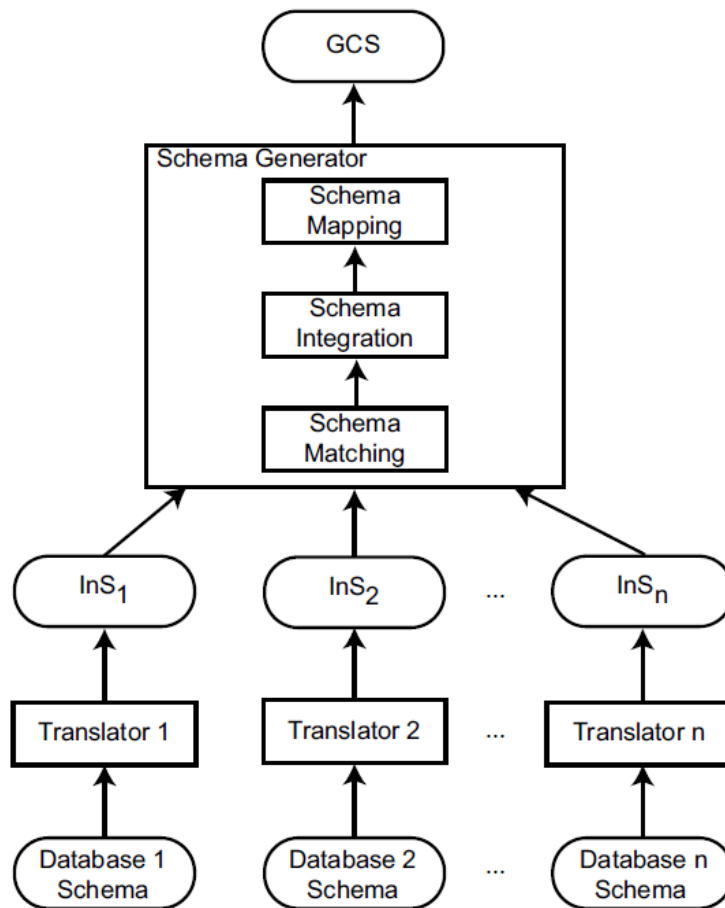 GCS
Schema Generator
Schema
Mapping
Schema
Integration
Schema
Matching
InS1
InS2
...
InSn
Translator 1
Translator 2
...
Translator n
Database 1
Schema
Database 2
Schema
...
Database n
Schema